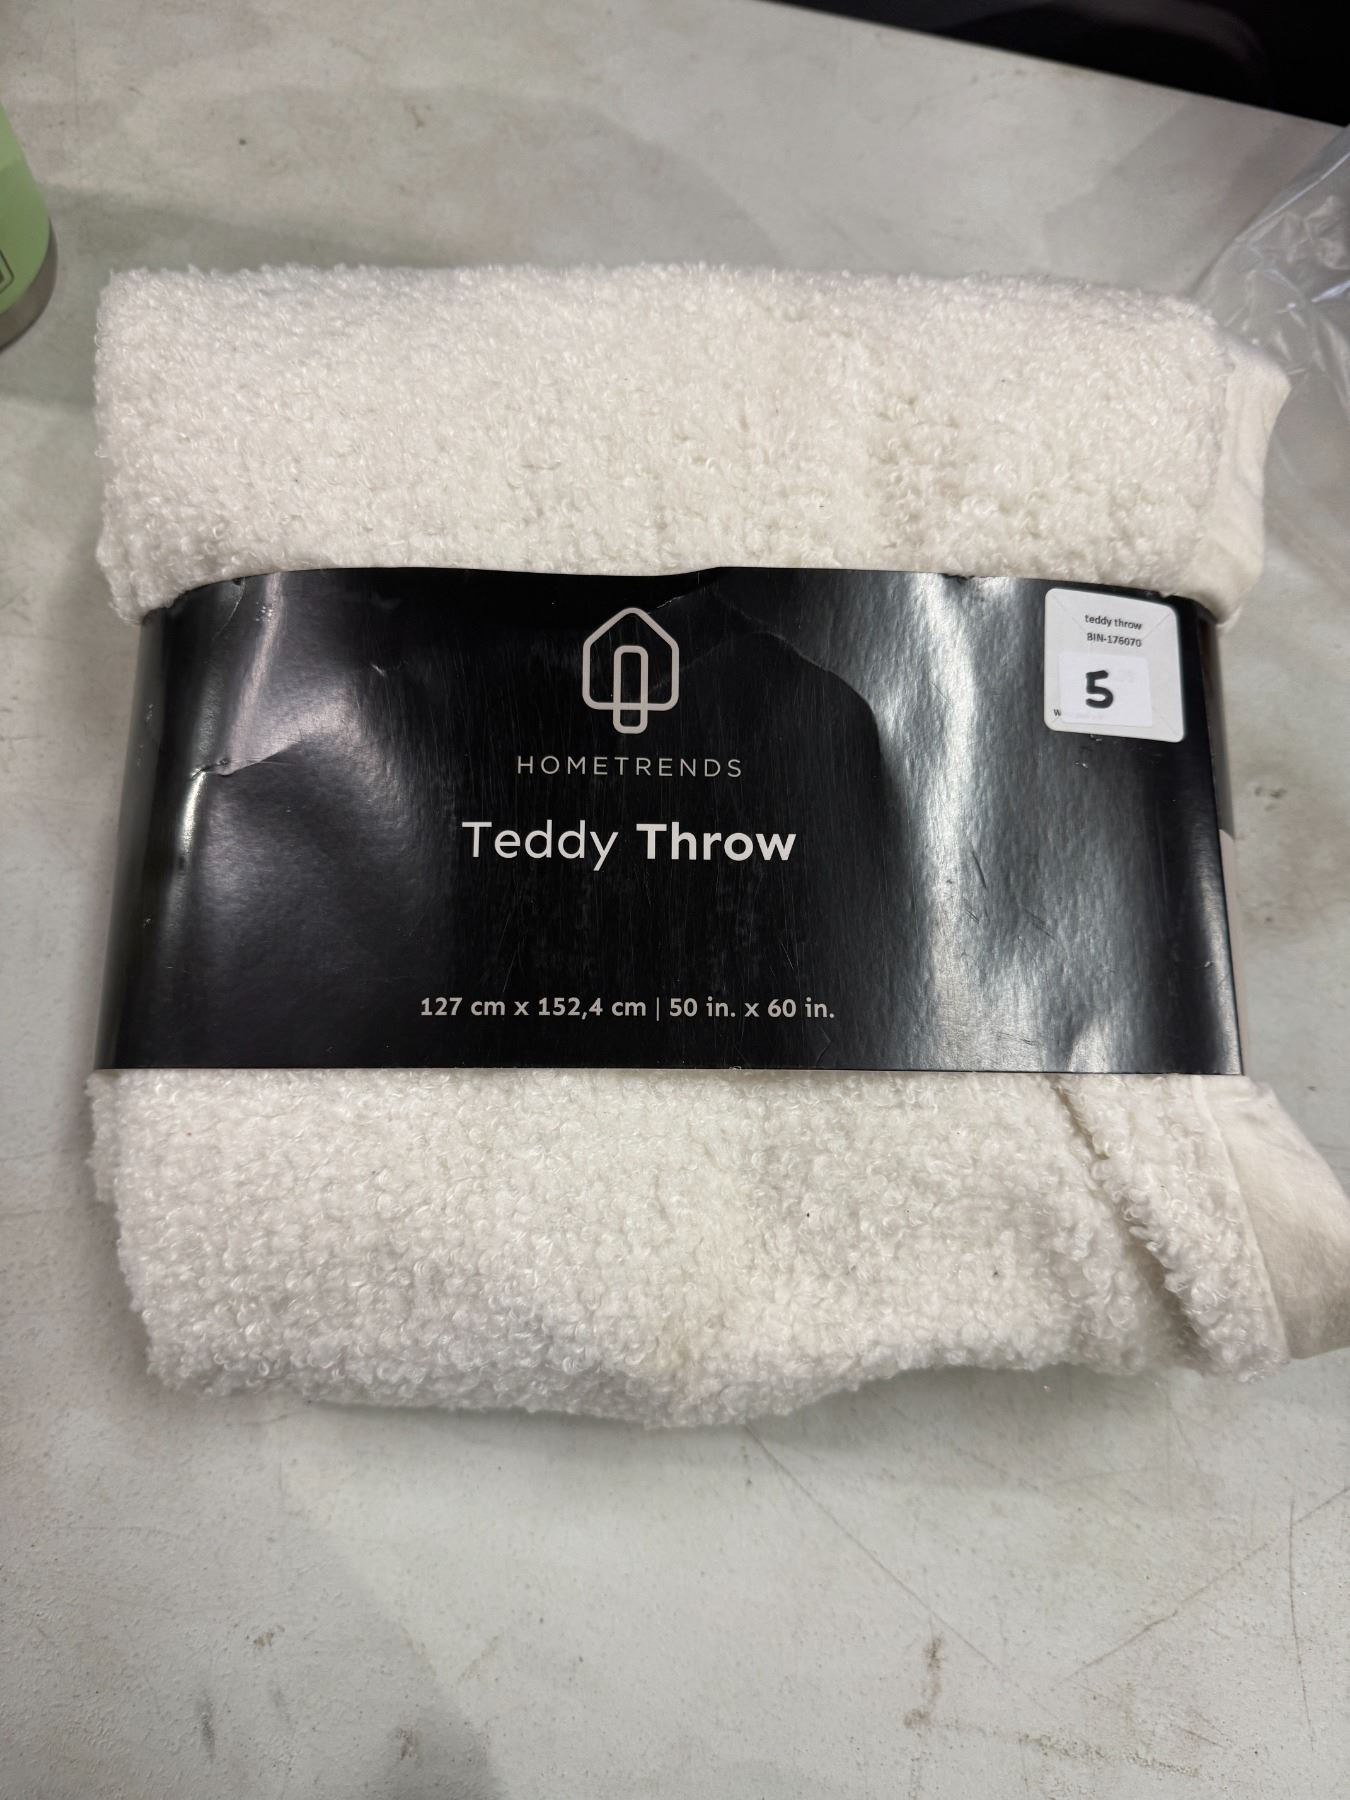 teddy throw
BIN-176070
5
HOMETRENDS
Teddy Throw
127 cm x 152,4 cm | 50 in. x 60 in.